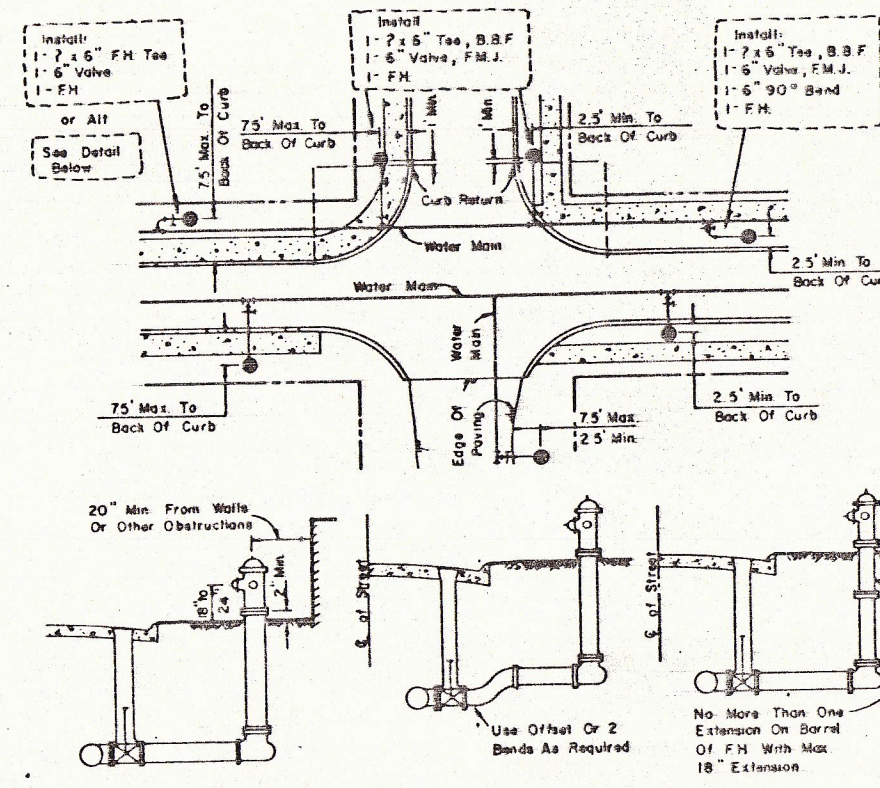 Install:
1- ? x 6" F.H. Tee
1- 6" Valve
1- F.H.
or Alt
See Detail
Below
Install
1- ? x 6" Tee, B.B.F.
1- 6" Valve, F.M.J.
1- F.H.
Install:
1- ? x 6" Tee, B.B.F.
1- 6" Valve, F.M.J.
1- 6" 90° Bend
1- F.H.
7.5' Max. To
Back Of Curb
7.5' Max. To
Back Of Curb
1' Min
1' Min
2.5' Min. To
Back Of Curb
Curb Return
Water Main
Water Main
2.5' Min To
Back Of Cu
Water
Main
7.5' Max. To
Back Of Curb
Edge Of
Paving
7.5' Max.
2.5' Min.
2.5' Min To
Back Of Curb
20" Min. From Walls
Or Other Obstructions
18" to
24"
2" Min.
℄ of Street
℄ of Street
Use Offset Or 2
Bends As Required
No More Than One
Extension On Barrel
Of F.H. With Max.
18" Extension